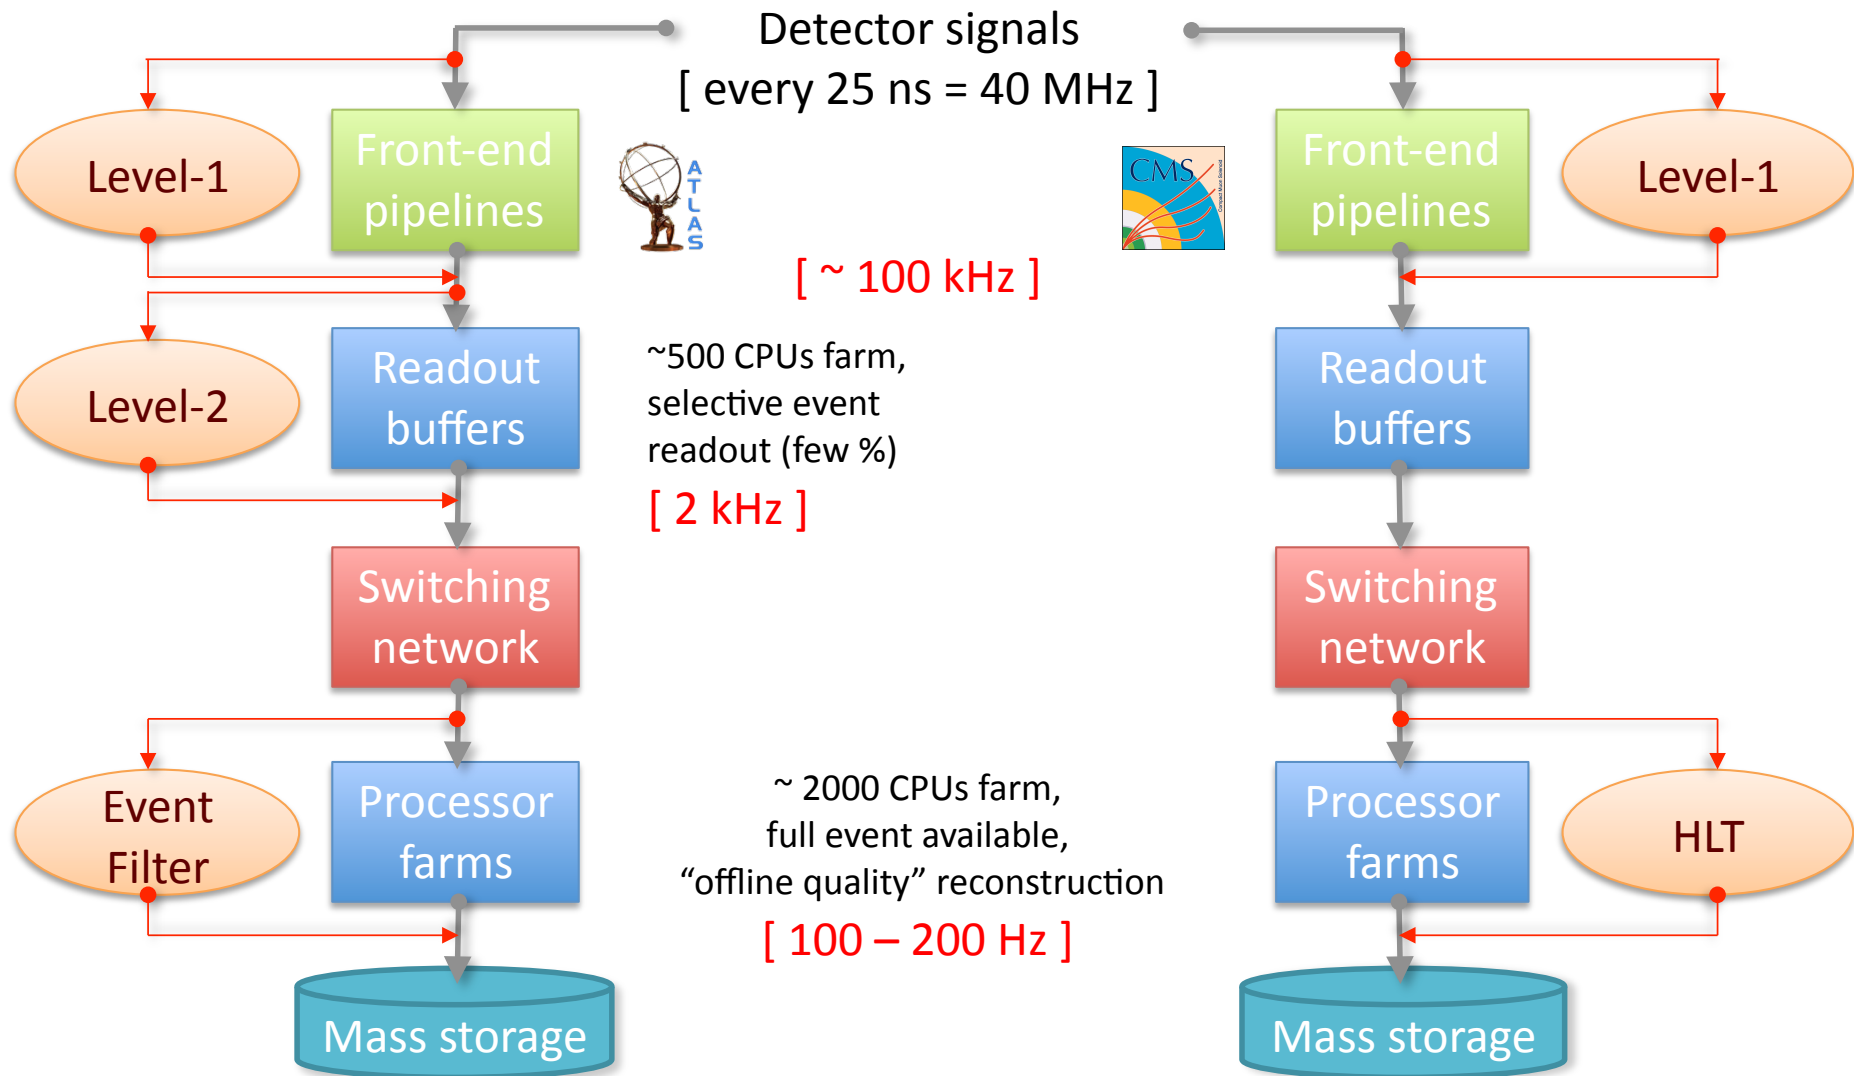 Detector signals
[ every 25 ns = 40 MHz ]
Level-1
Front-end
pipelines
ATLAS
CMS
Compact Muon Solenoid
Front-end
pipelines
Level-1
[ ~ 100 kHz ]
Level-2
Readout
buffers
~500 CPUs farm,
selective event
readout (few %)
[ 2 kHz ]
Readout
buffers
Switching
network
Switching
network
Event
Filter
Processor
farms
~ 2000 CPUs farm,
full event available,
“offline quality” reconstruction
[ 100 – 200 Hz ]
Processor
farms
HLT
Mass storage
Mass storage